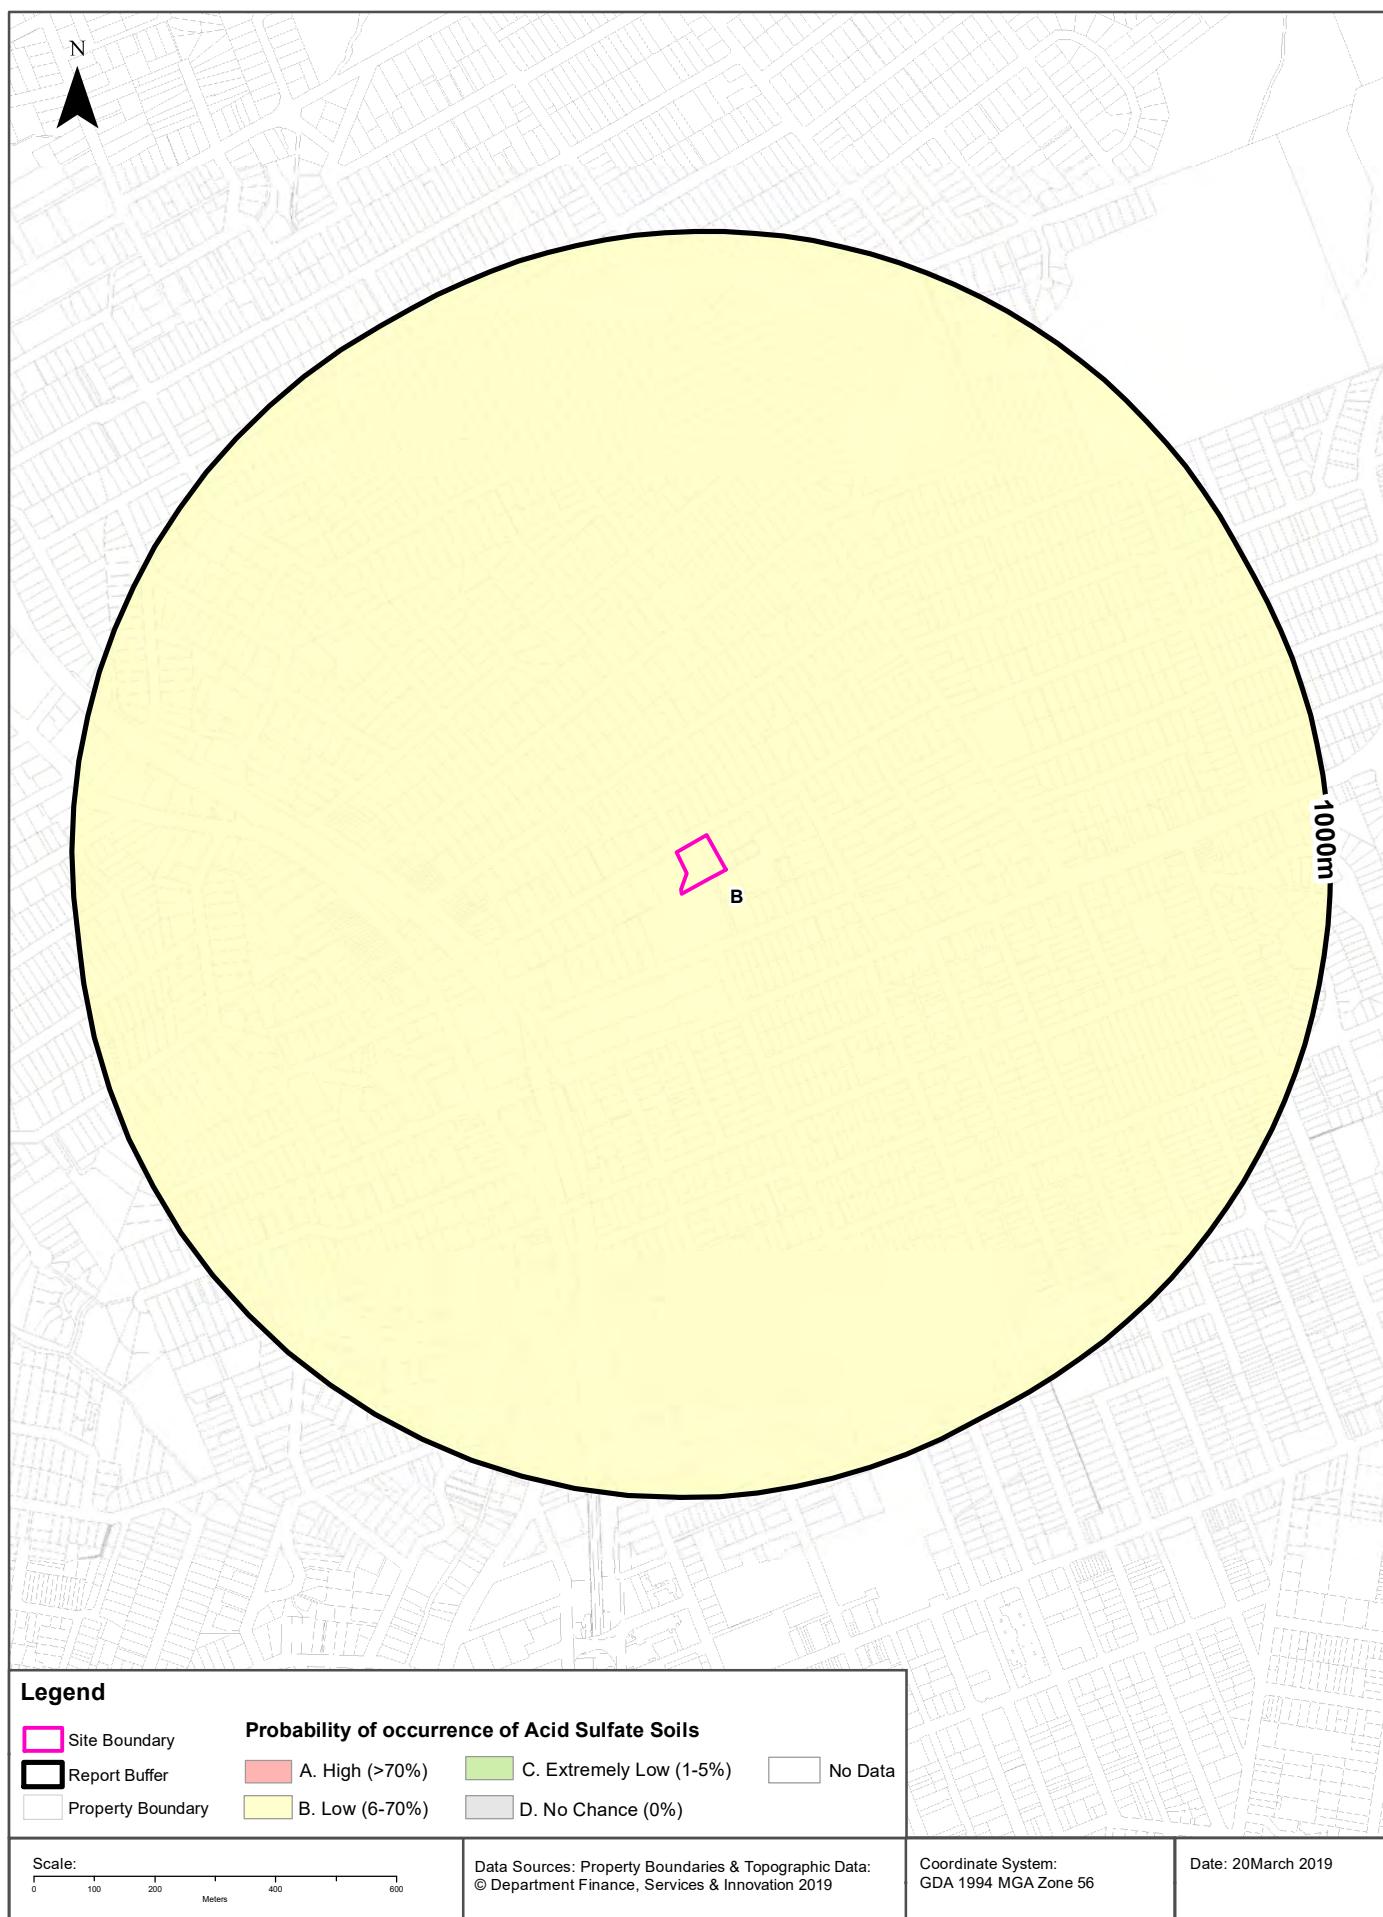 N
1000m
B
Legend
Site Boundary
Report Buffer
Property Boundary
Probability of occurrence of Acid Sulfate Soils
A. High (>70%)
B. Low (6-70%)
C. Extremely Low (1-5%)
D. No Chance (0%)
No Data
Scale:
0 100 200 400 600
Meters
Data Sources: Property Boundaries & Topographic Data:
© Department Finance, Services & Innovation 2019
Coordinate System:
GDA 1994 MGA Zone 56
Date: 20March 2019